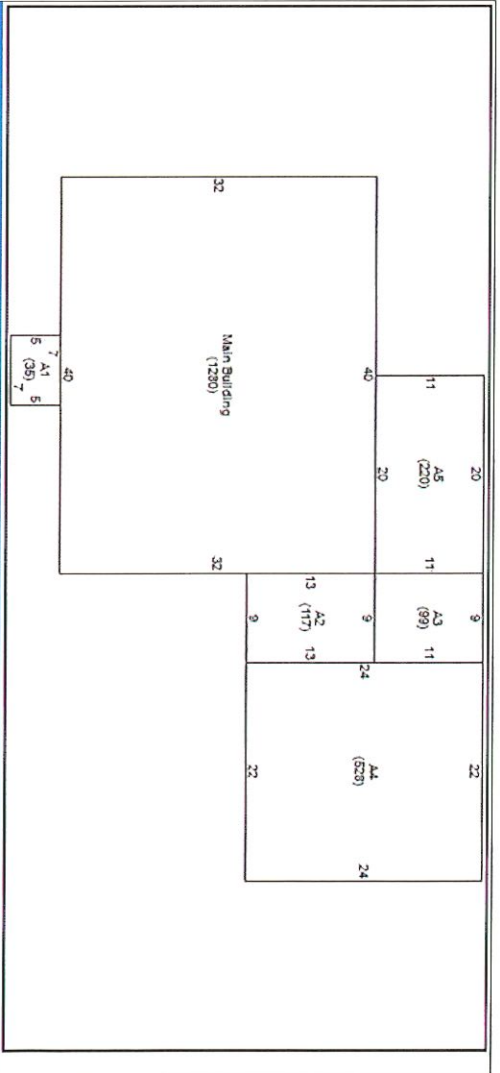 20 9 22
11 A5 11 A3 11
(220) (99)
40 20 9 24 A4 24
(528)
13 A2 13
(117)
9 22
Main Building
(1280)
32 32
40
7
5 A1 5
(35)
7